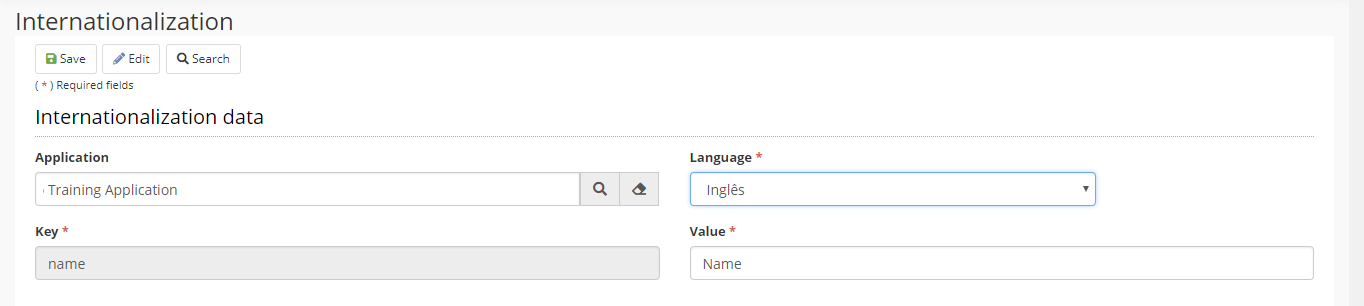 Internationalization
Save Edit Search
( * ) Required fields
Internationalization data
Application Language *
Training Application Inglês
Key * Value *
name Name